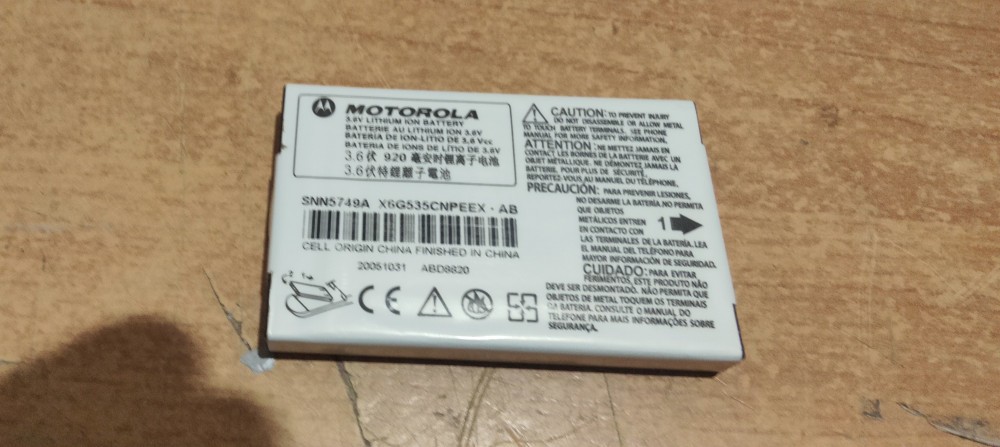 MOTOROLA
3.6V LITHIUM ION BATTERY
BATTERIE AU LITHIUM ION 3.6V
BATERIA DE ION-LITIO DE 3,6 Vcc
BATERIA DE IONS DE LÍTIO DE 3.6V
3.6伏 920 毫安时锂离子电池
3.6伏特鋰離子電池
SNN5749A X6G535CNPEEX - AB
CELL ORIGIN CHINA FINISHED IN CHINA
20051031 ABD8820
CAUTION: TO PREVENT INJURY
DO NOT DISASSEMBLE OR ALLOW METAL
TO TOUCH BATTERY TERMINALS. SEE PHONE
MANUAL FOR MORE SAFETY INFORMATION.
ATTENTION: NE METTEZ JAMAIS EN
CONTACT LES BORNES DE LA BATTERIE AVEC UN
OBJET MÉTALLIQUE. NE DÉMONTEZ JAMAIS LA
BATTERIE. POUR PLUS DE SÉCURITÉ,
REPORTEZ-VOUS AU MANUEL DU TÉLÉPHONE.
PRECAUCIÓN: PARA PREVENIR LESIONES,
NO DESARME LA BATERÍA.NO PERMITA
QUE OBJETOS
METÁLICOS ENTREN
EN CONTACTO CON
1
LAS TERMINALES DE LA BATERÍA. LEA
EL MANUAL DEL TELÉFONO PARA
MAYOR INFORMACIÓN DE SEGURIDAD.
CUIDADO: PARA EVITAR
FERIMENTOS, ESTE PRODUTO NÃO
DEVE SER DESMONTADO. NÃO PERMITA QUE
OBJETOS DE METAL TOQUEM OS TERMINAIS
DA BATERIA. CONSULTE O MANUAL DO
TELEFONE PARA MAIS INFORMAÇÕES SOBRE
SEGURANÇA.
CE